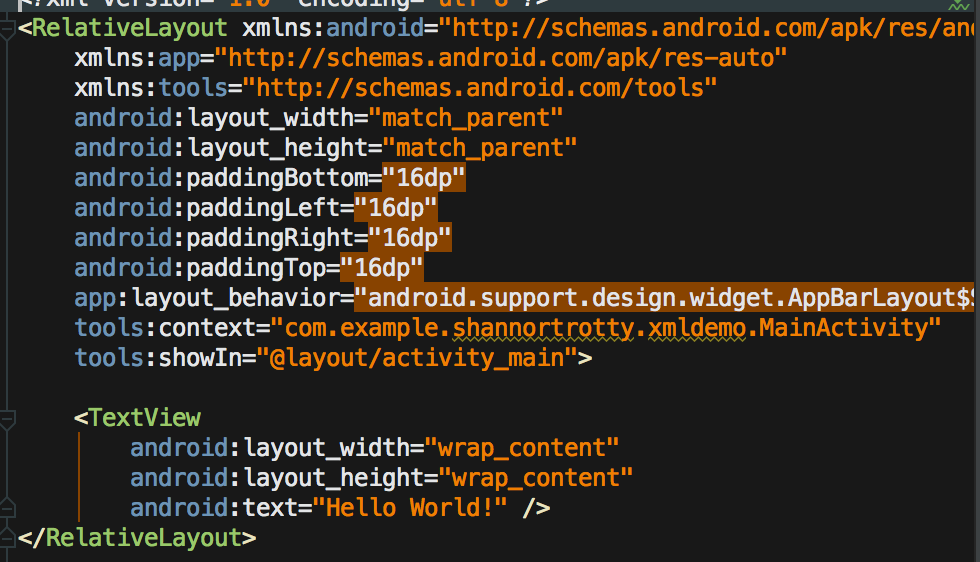 <?xml version="1.0" encoding="utf-8"?>
<RelativeLayout xmlns:android="http://schemas.android.com/apk/res/and
xmlns:app="http://schemas.android.com/apk/res-auto"
xmlns:tools="http://schemas.android.com/tools"
android:layout_width="match_parent"
android:layout_height="match_parent"
android:paddingBottom="16dp"
android:paddingLeft="16dp"
android:paddingRight="16dp"
android:paddingTop="16dp"
app:layout_behavior="android.support.design.widget.AppBarLayout$S
tools:context="com.example.shannortrotty.xmldemo.MainActivity"
tools:showIn="@layout/activity_main">
<TextView
android:layout_width="wrap_content"
android:layout_height="wrap_content"
android:text="Hello World!" />
</RelativeLayout>